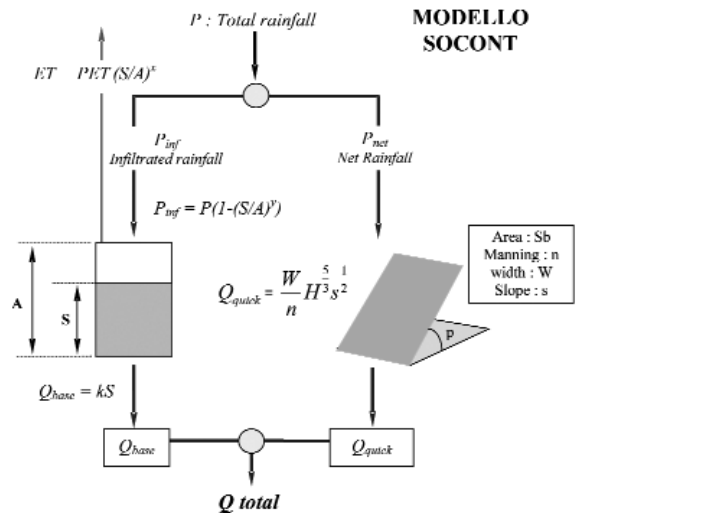 P : Total rainfall
MODELLO
SOCONT
ET PET (S/A)^x
P_inf
Infiltrated rainfall
P_net
Net Rainfall
P_inf = P(1-(S/A)^y)
Area : Sb
Manning : n
width : W
Slope : s
A
S
Q_quick = W/n H^5/3 s^1/2
p
Q_base = kS
Q_base
Q_quick
Q total